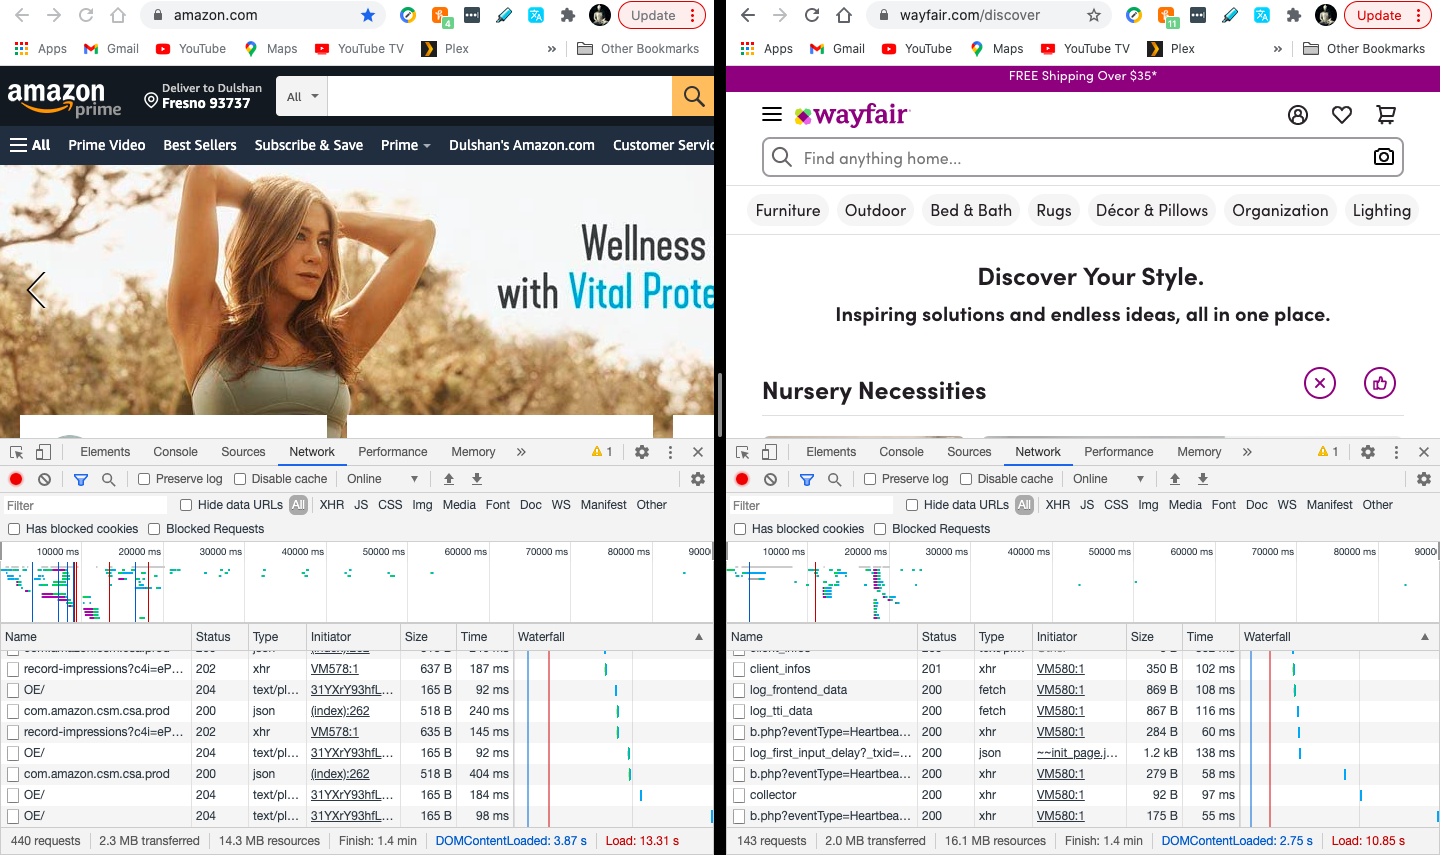 amazon.com
4
Update
Apps
Gmail
YouTube
Maps
YouTube TV
Plex
»
Other Bookmarks
amazon
prime
Deliver to Dulshan
Fresno 93737
All
All
Prime Video
Best Sellers
Subscribe & Save
Prime
Dulshan's Amazon.com
Customer Servic
Wellness
with Vital Prote
Elements
Console
Sources
Network
Performance
Memory
»
1
Preserve log
Disable cache
Online
Filter
Hide data URLs
All
XHR
JS
CSS
Img
Media
Font
Doc
WS
Manifest
Other
Has blocked cookies
Blocked Requests
10000 ms
20000 ms
30000 ms
40000 ms
50000 ms
60000 ms
70000 ms
80000 ms
9000
Name Status Type Initiator Size Time Waterfall
record-impressions?c4i=eP... 202 xhr VM578:1 637 B 187 ms
OE/ 204 text/pl... 31YXrY93hfL... 165 B 92 ms
com.amazon.csm.csa.prod 200 json (index):262 518 B 240 ms
record-impressions?c4i=eP... 202 xhr VM578:1 635 B 145 ms
OE/ 204 text/pl... 31YXrY93hfL... 165 B 92 ms
com.amazon.csm.csa.prod 200 json (index):262 518 B 404 ms
OE/ 204 text/pl... 31YXrY93hfL... 165 B 184 ms
OE/ 204 text/pl... 31YXrY93hfL... 165 B 98 ms
440 requests 2.3 MB transferred 14.3 MB resources Finish: 1.4 min DOMContentLoaded: 3.87 s Load: 13.31 s
wayfair.com/discover
11
Update
Apps
Gmail
YouTube
Maps
YouTube TV
Plex
»
Other Bookmarks
FREE Shipping Over $35*
wayfair
Find anything home...
Furniture
Outdoor
Bed & Bath
Rugs
Décor & Pillows
Organization
Lighting
Discover Your Style.
Inspiring solutions and endless ideas, all in one place.
Nursery Necessities
Elements
Console
Sources
Network
Performance
Memory
»
1
Preserve log
Disable cache
Online
Filter
Hide data URLs
All
XHR
JS
CSS
Img
Media
Font
Doc
WS
Manifest
Other
Has blocked cookies
Blocked Requests
10000 ms
20000 ms
30000 ms
40000 ms
50000 ms
60000 ms
70000 ms
80000 ms
9000
Name Status Type Initiator Size Time Waterfall
client_infos 201 xhr VM580:1 350 B 102 ms
log_frontend_data 200 fetch VM580:1 869 B 108 ms
log_tti_data 200 fetch VM580:1 867 B 116 ms
b.php?eventType=Heartbea... 200 xhr VM580:1 284 B 60 ms
log_first_input_delay?_txid=... 200 json ~~init_page.j... 1.2 kB 138 ms
b.php?eventType=Heartbea... 200 xhr VM580:1 279 B 58 ms
collector 200 xhr VM580:1 92 B 97 ms
b.php?eventType=Heartbea... 200 xhr VM580:1 175 B 55 ms
143 requests 2.0 MB transferred 16.1 MB resources Finish: 1.4 min DOMContentLoaded: 2.75 s Load: 10.85 s